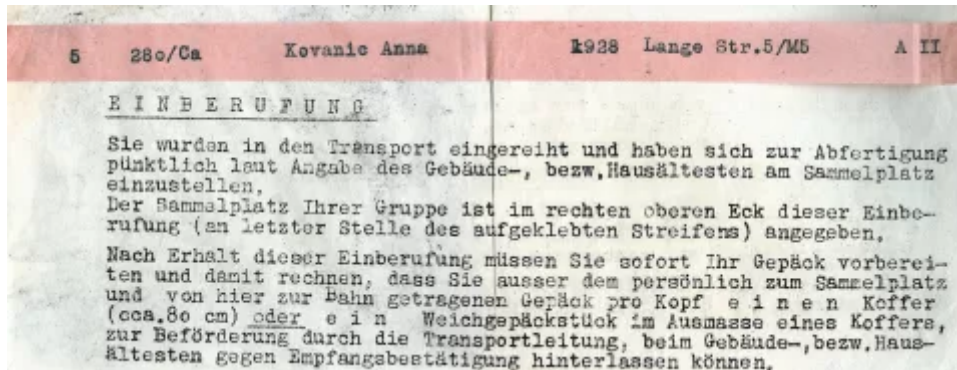 5 280/Ca Kovanic Anna 1928 Lange Str.5/M5 A II
EINBERUFUNG
Sie wurden in den Transport eingereiht und haben sich zur Abfertigung
pünktlich laut Angabe des Gebäude-, bezw.Hausältesten am Sammelplatz
einzustellen.
Der Sammelplatz Ihrer Gruppe ist im rechten oberen Eck dieser Einbe-
rufung (an letzter Stelle des aufgeklebten Streifens) angegeben.
Nach Erhalt dieser Einberufung müssen Sie sofort Ihr Gepäck vorberei-
ten und damit rechnen, dass Sie ausser dem persönlich zum Sammelplatz
und von hier zur Bahn getragenen Gepäck pro Kopf e i n e n Koffer
(cca.80 cm) oder e i n Weichgepäckstück im Ausmasse eines Koffers,
zur Beförderung durch die Transportleitung, beim Gebäude-,bezw.Haus-
ältesten gegen Empfangsbestätigung hinterlassen können.